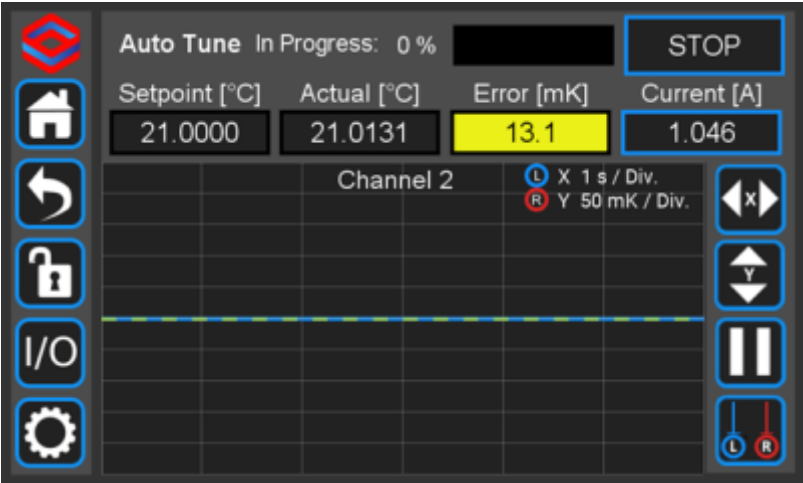 Auto Tune In Progress: 0 % STOP
Setpoint [°C] Actual [°C] Error [mK] Current [A]
21.0000 21.0131 13.1 1.046
Channel 2 L X 1 s / Div.
R Y 50 mK / Div.
X
Y
I/O
L R